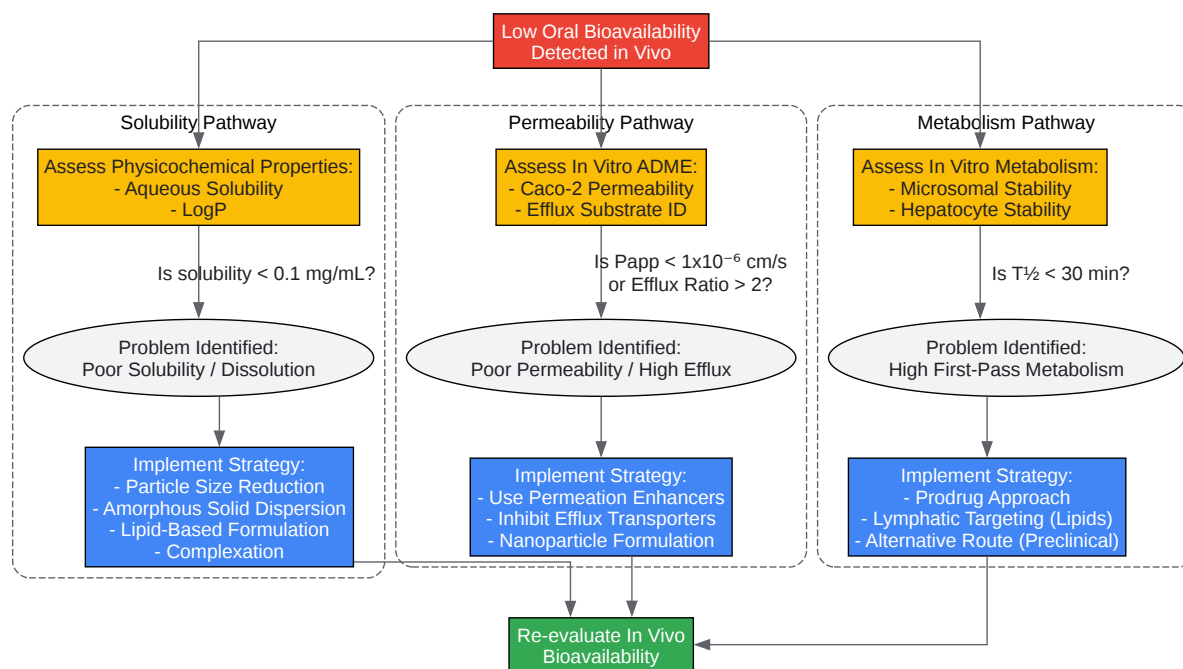 Low Oral Bioavailability
Detected in Vivo
Solubility Pathway
Assess Physicochemical Properties:
- Aqueous Solubility
- LogP
Is solubility < 0.1 mg/mL?
Problem Identified:
Poor Solubility / Dissolution
Implement Strategy:
- Particle Size Reduction
- Amorphous Solid Dispersion
- Lipid-Based Formulation
- Complexation
Permeability Pathway
Assess In Vitro ADME:
- Caco-2 Permeability
- Efflux Substrate ID
Is Papp < 1x10⁻⁶ cm/s
or Efflux Ratio > 2?
Problem Identified:
Poor Permeability / High Efflux
Implement Strategy:
- Use Permeation Enhancers
- Inhibit Efflux Transporters
- Nanoparticle Formulation
Metabolism Pathway
Assess In Vitro Metabolism:
- Microsomal Stability
- Hepatocyte Stability
Is T½ < 30 min?
Problem Identified:
High First-Pass Metabolism
Implement Strategy:
- Prodrug Approach
- Lymphatic Targeting (Lipids)
- Alternative Route (Preclinical)
Re-evaluate In Vivo
Bioavailability